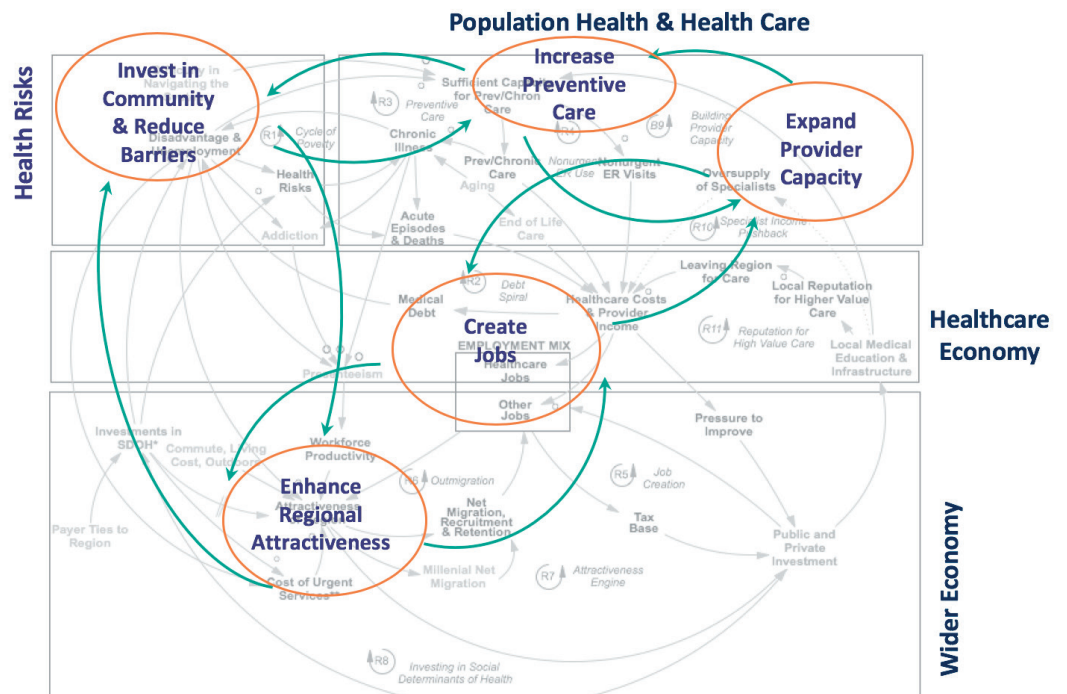 Population Health & Health Care
Health Risks
Invest in
Community
& Reduce
Barriers
Navigating the
Disadvantage &
R1
Cycle of
Poverty
Health
Risks
Addiction
Increase
Preventive
Care
Sufficient Capacity
for Prev/Chron
Care
R3
Preventive
Care
Chronic
Illness
Prev/Chronic
Care
Nonurgent
ER Use
Nonurgent
ER Visits
Aging
Acute
Episodes
& Deaths
End of Life
Care
B9
Building
Provider
Capacity
Expand
Provider
Capacity
Oversupply
of Specialists
R10
Specialist Income
Pushback
Healthcare
Economy
R2
Debt
Spiral
Medical
Debt
Create
Jobs
EMPLOYMENT MIX
Healthcare
Jobs
Other
Jobs
Healthcare Costs
& Provider
Income
Leaving Region
for Care
Local Reputation
for Higher Value
Care
R11
Reputation for
High Value Care
Local Medical
Education &
Infrastructure
Presenteeism
Wider Economy
Investments in
SDOH*
Commute, Living
Cost, Outdoors
Workforce
Productivity
Pressure to
Improve
Enhance
Regional
Attractiveness
Attractiveness
R6
Outmigration
Net
Migration,
Recruitment
& Retention
R5
Job
Creation
Tax
Base
Payer Ties to
Region
Public and
Private
Investment
Cost of Urgent
Services**
Millenial Net
Migration
R7
Attractiveness
Engine
R8
Investing in Social
Determinants of Health